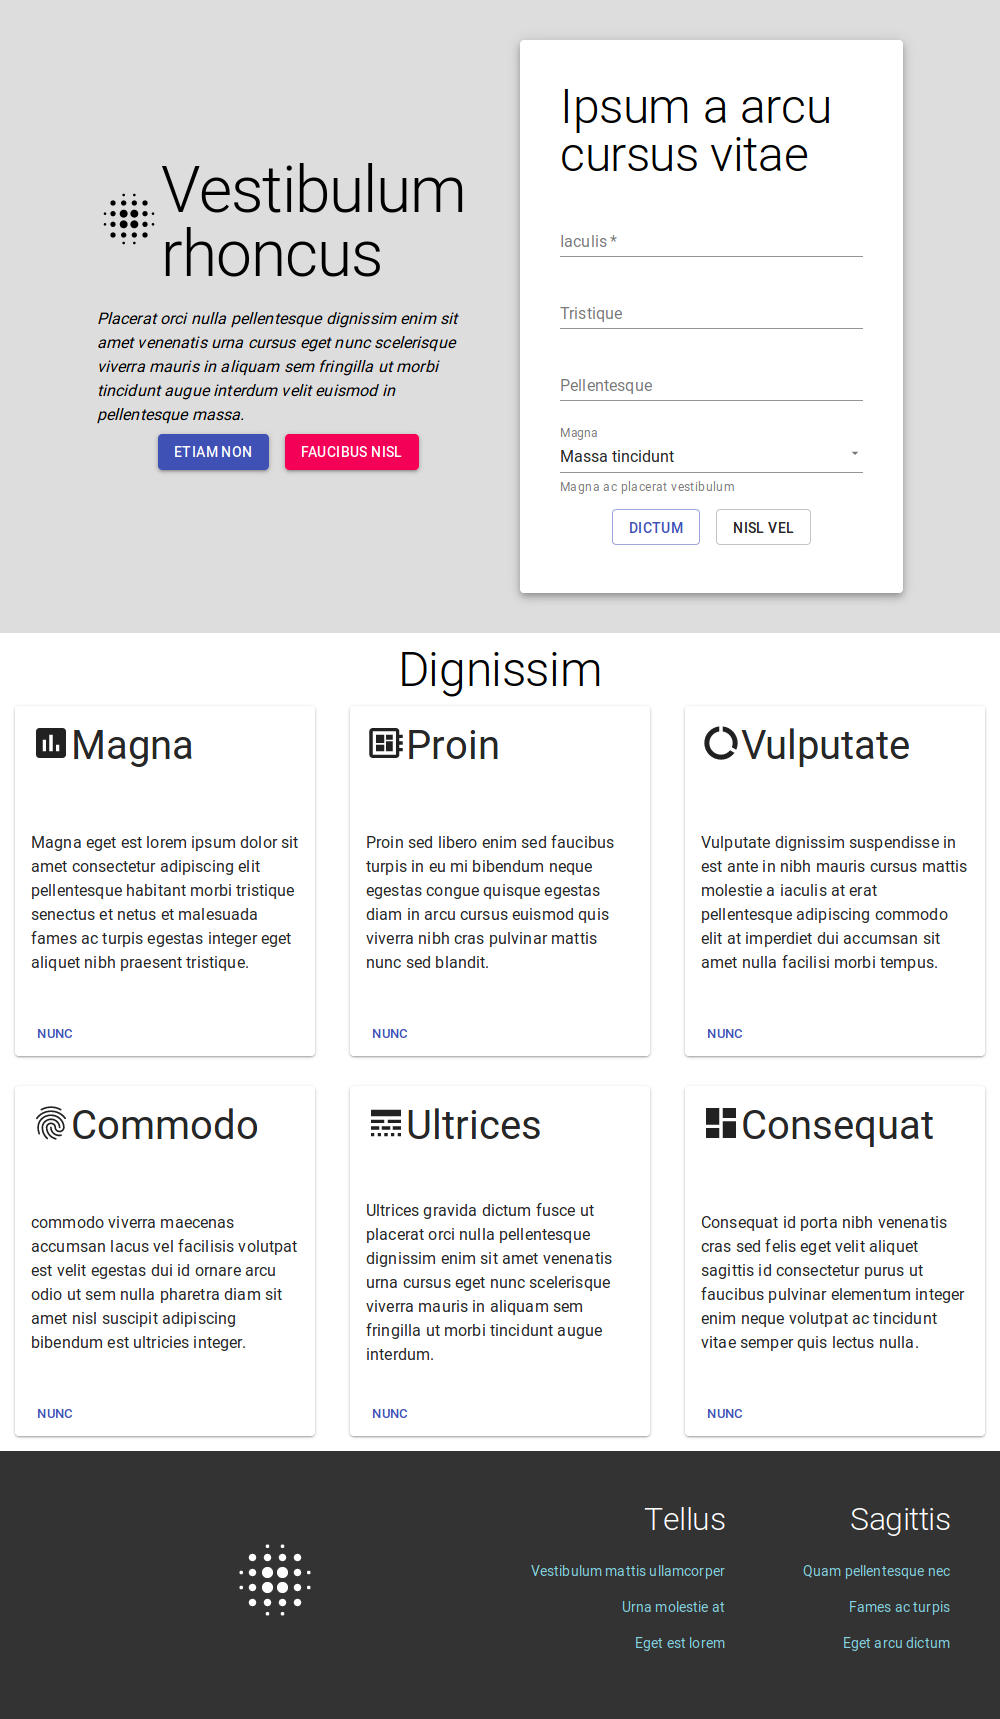 Vestibulum
rhoncus
Placerat orci nulla pellentesque dignissim enim sit
amet venenatis urna cursus eget nunc scelerisque
viverra mauris in aliquam sem fringilla ut morbi
tincidunt augue interdum velit euismod in
pellentesque massa.
ETIAM NON
FAUCIBUS NISL
Ipsum a arcu
cursus vitae
Iaculis *
Tristique
Pellentesque
Magna
Massa tincidunt
Magna ac placerat vestibulum
DICTUM
NISL VEL
Dignissim
Magna
Magna eget est lorem ipsum dolor sit
amet consectetur adipiscing elit
pellentesque habitant morbi tristique
senectus et netus et malesuada
fames ac turpis egestas integer eget
aliquet nibh praesent tristique.
NUNC
Proin
Proin sed libero enim sed faucibus
turpis in eu mi bibendum neque
egestas congue quisque egestas
diam in arcu cursus euismod quis
viverra nibh cras pulvinar mattis
nunc sed blandit.
NUNC
Vulputate
Vulputate dignissim suspendisse in
est ante in nibh mauris cursus mattis
molestie a iaculis at erat
pellentesque adipiscing commodo
elit at imperdiet dui accumsan sit
amet nulla facilisi morbi tempus.
NUNC
Commodo
commodo viverra maecenas
accumsan lacus vel facilisis volutpat
est velit egestas dui id ornare arcu
odio ut sem nulla pharetra diam sit
amet nisl suscipit adipiscing
bibendum est ultricies integer.
NUNC
Ultrices
Ultrices gravida dictum fusce ut
placerat orci nulla pellentesque
dignissim enim sit amet venenatis
urna cursus eget nunc scelerisque
viverra mauris in aliquam sem
fringilla ut morbi tincidunt augue
interdum.
NUNC
Consequat
Consequat id porta nibh venenatis
cras sed felis eget velit aliquet
sagittis id consectetur purus ut
faucibus pulvinar elementum integer
enim neque volutpat ac tincidunt
vitae semper quis lectus nulla.
NUNC
Tellus
Vestibulum mattis ullamcorper
Urna molestie at
Eget est lorem
Sagittis
Quam pellentesque nec
Fames ac turpis
Eget arcu dictum